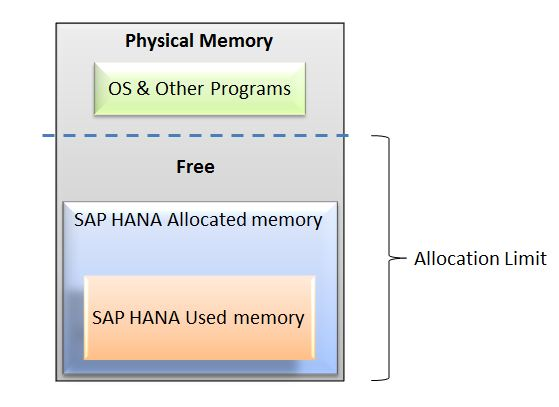 Physical Memory
OS & Other Programs
Free
SAP HANA Allocated memory
Allocation Limit
SAP HANA Used memory